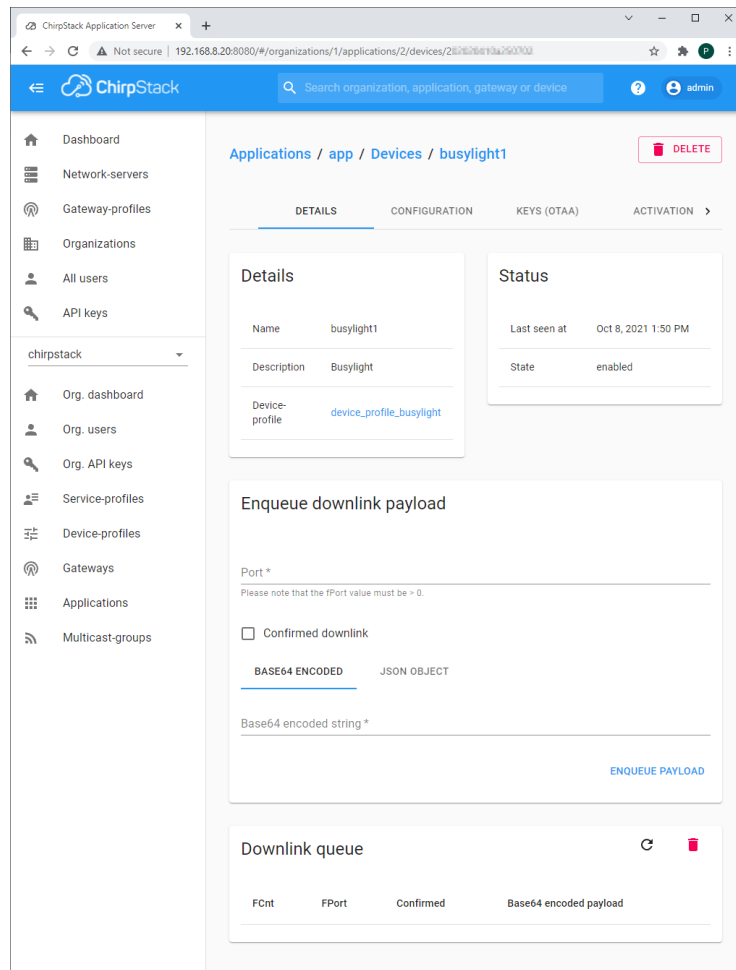 ChirpStack Application Server
Not secure | 192.168.8.20:8080/#/organizations/1/applications/2/devices/2
P
ChirpStack
Search organization, application, gateway or device
? admin
Dashboard
Network-servers
Gateway-profiles
Organizations
All users
API keys
chirpstack
Org. dashboard
Org. users
Org. API keys
Service-profiles
Device-profiles
Gateways
Applications
Multicast-groups
Applications / app / Devices / busylight1
DELETE
DETAILS CONFIGURATION KEYS (OTAA) ACTIVATION
Details
Name busylight1
Description Busylight
Device-
profile device_profile_busylight
Status
Last seen at Oct 8, 2021 1:50 PM
State enabled
Enqueue downlink payload
Port *
Please note that the fPort value must be > 0.
Confirmed downlink
BASE64 ENCODED JSON OBJECT
Base64 encoded string *
ENQUEUE PAYLOAD
Downlink queue
FCnt FPort Confirmed Base64 encoded payload